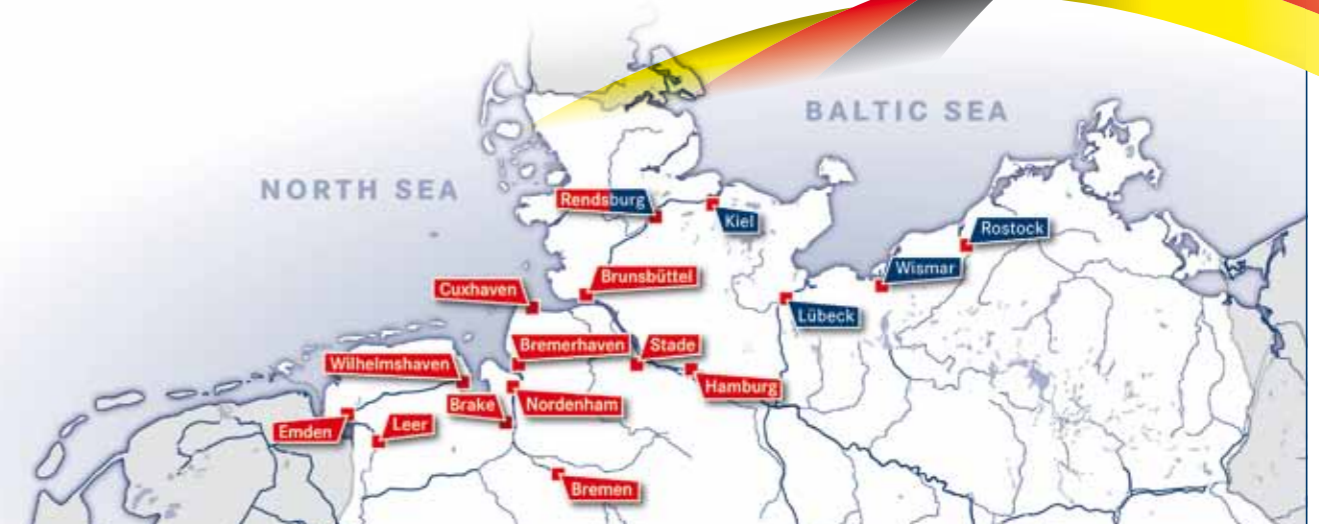 BALTIC SEA
NORTH SEA
Rendsburg
Kiel
Rostock
Wismar
Brunsbüttel
Cuxhaven
Lübeck
Bremerhaven
Stade
Wilhelmshaven
Hamburg
Brake
Nordenham
Leer
Emden
Bremen